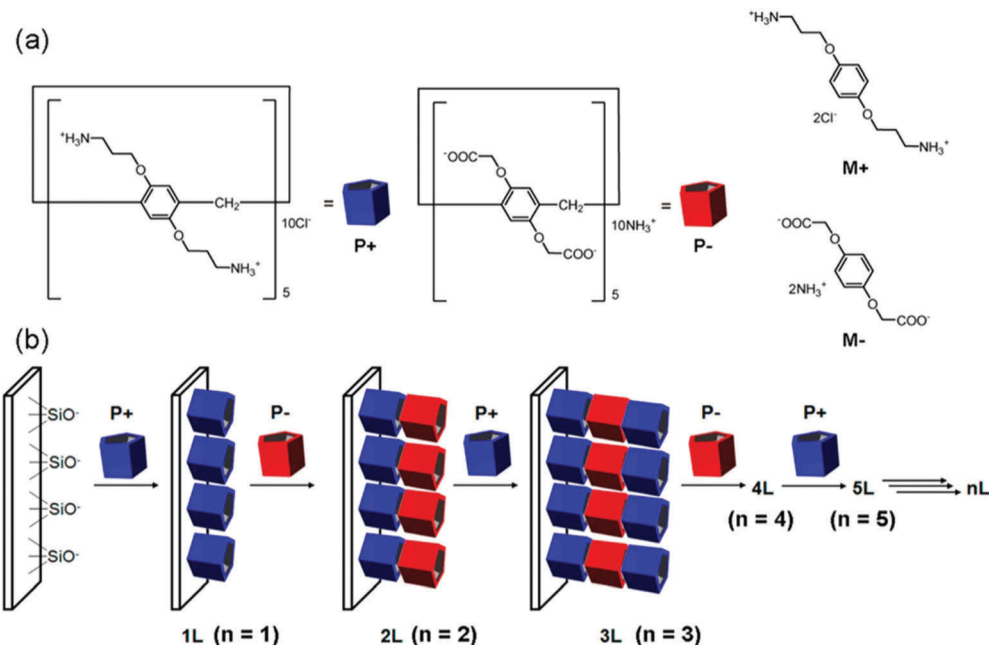 (a)
⁺H₃N
O
CH₂
O
NH₃⁺
5
10Cl⁻
=
P+
⁻OOC
O
CH₂
O
COO⁻
5
10NH₃⁺
=
P-
⁺H₃N
O
2Cl⁻
O
NH₃⁺
M+
⁻OOC
O
2NH₃⁺
O
COO⁻
M-
(b)
SiO⁻
SiO⁻
SiO⁻
SiO⁻
P+
P-
P+
P-
P+
4L
5L
nL
(n = 4)
(n = 5)
1L (n = 1)
2L (n = 2)
3L (n = 3)